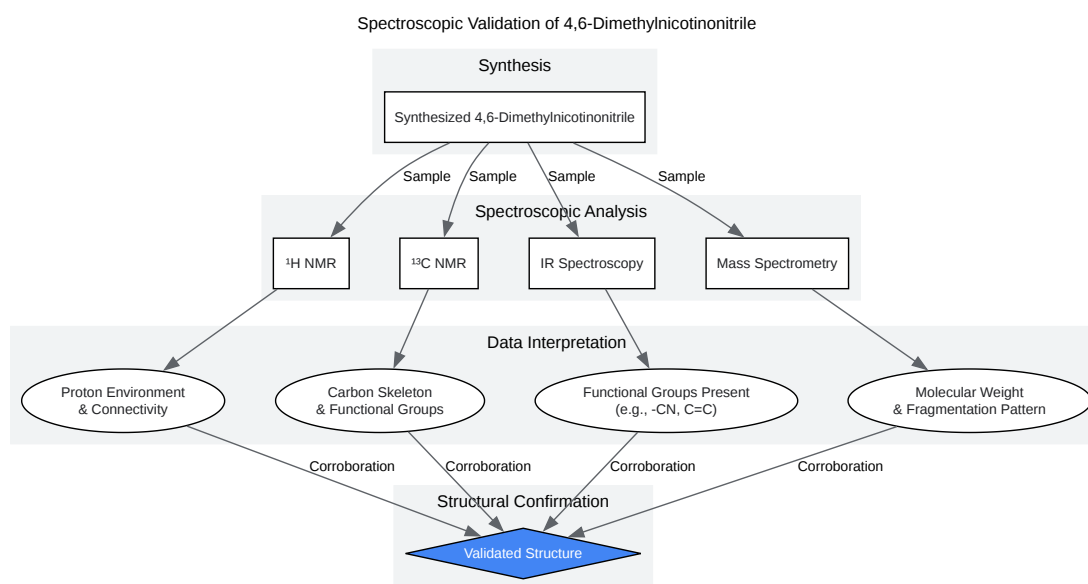 Spectroscopic Validation of 4,6-Dimethylnicotinonitrile
Synthesis
Synthesized 4,6-Dimethylnicotinonitrile
Sample
Sample
Sample
Sample
Spectroscopic Analysis
¹H NMR
¹³C NMR
IR Spectroscopy
Mass Spectrometry
Data Interpretation
Proton Environment
& Connectivity
Carbon Skeleton
& Functional Groups
Functional Groups Present
(e.g., -CN, C=C)
Molecular Weight
& Fragmentation Pattern
Corroboration
Corroboration
Corroboration
Corroboration
Structural Confirmation
Validated Structure